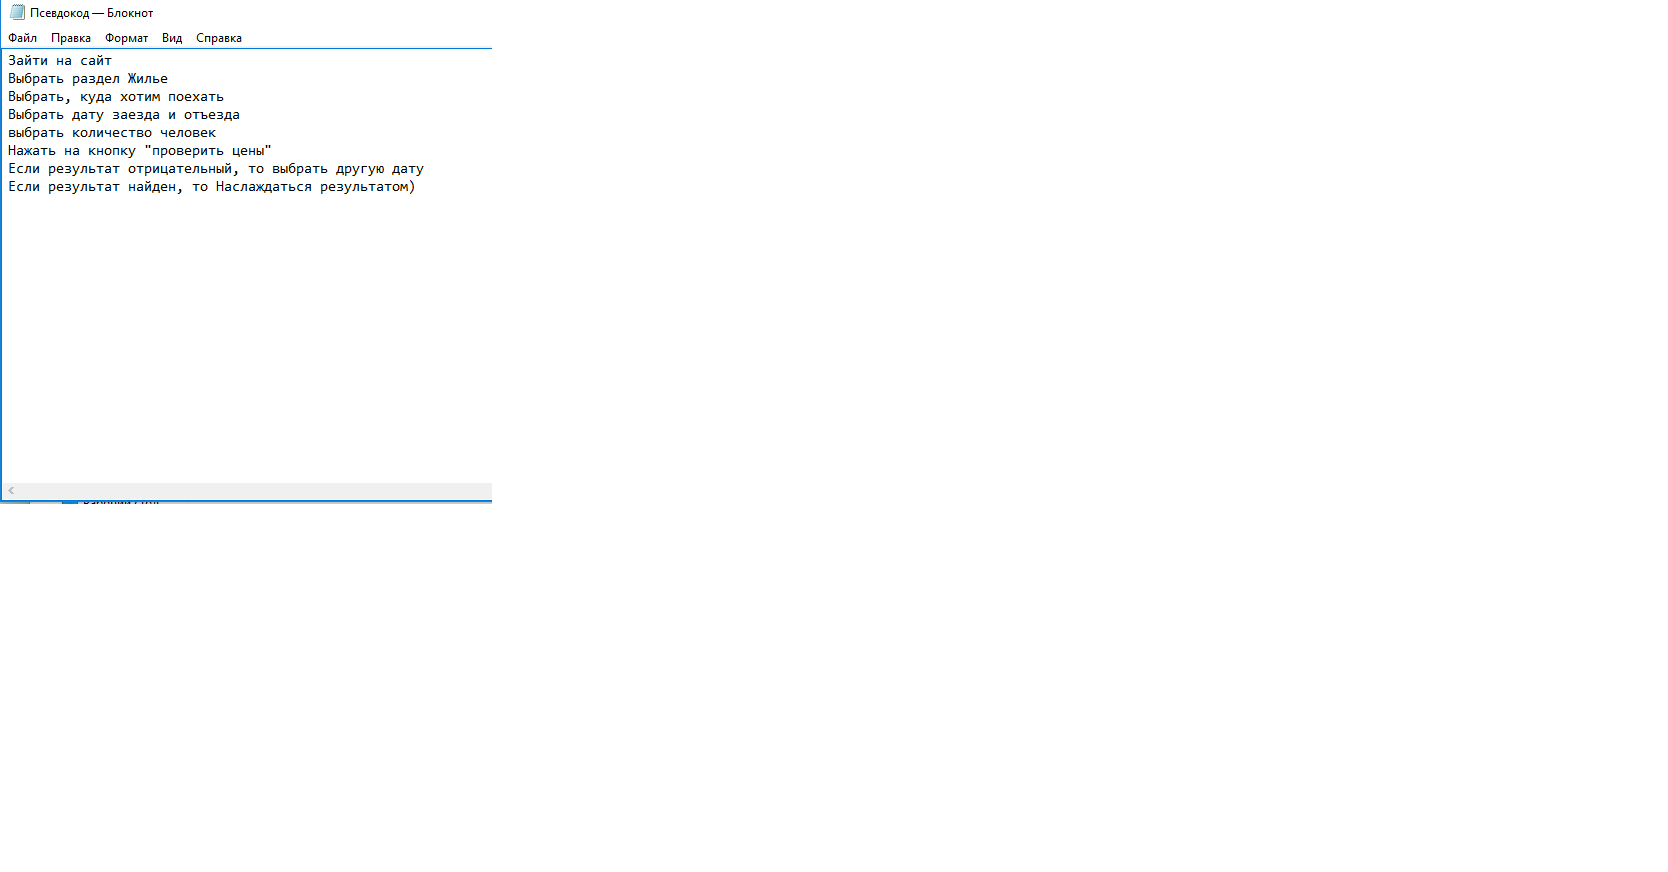 Псевдокод — Блокнот
Файл Правка Формат Вид Справка
Зайти на сайт
Выбрать раздел Жилье
Выбрать, куда хотим поехать
Выбрать дату заезда и отъезда
выбрать количество человек
Нажать на кнопку "проверить цены"
Если результат отрицательный, то выбрать другую дату
Если результат найден, то Наслаждаться результатом)